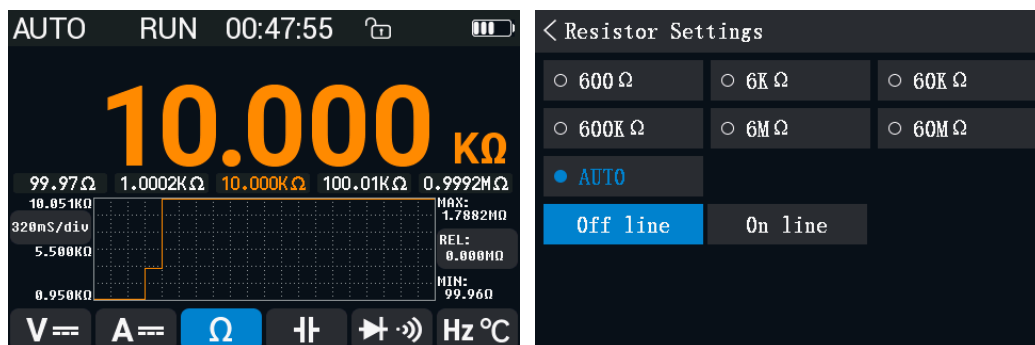 AUTO RUN 00:47:55
10.000 KΩ
99.97Ω 1.0002KΩ 10.000KΩ 100.01KΩ 0.9992MΩ
10.051KΩ
320mS/div
5.500KΩ
0.950KΩ
MAX:
1.7882MΩ
REL:
0.000MΩ
MIN:
99.96Ω
V A Ω Hz °C
< Resistor Settings
600Ω 6KΩ 60KΩ
600KΩ 6MΩ 60MΩ
AUTO
Off line On line